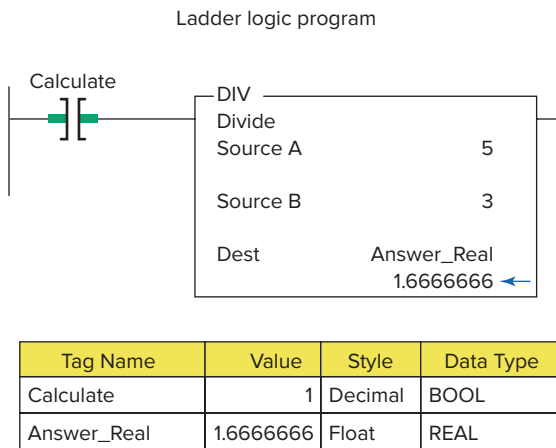 Ladder logic program
Calculate
DIV
Divide
Source A 5
Source B 3
Dest Answer_Real
1.6666666
Tag Name Value Style Data Type
Calculate 1 Decimal BOOL
Answer_Real 1.6666666 Float REAL